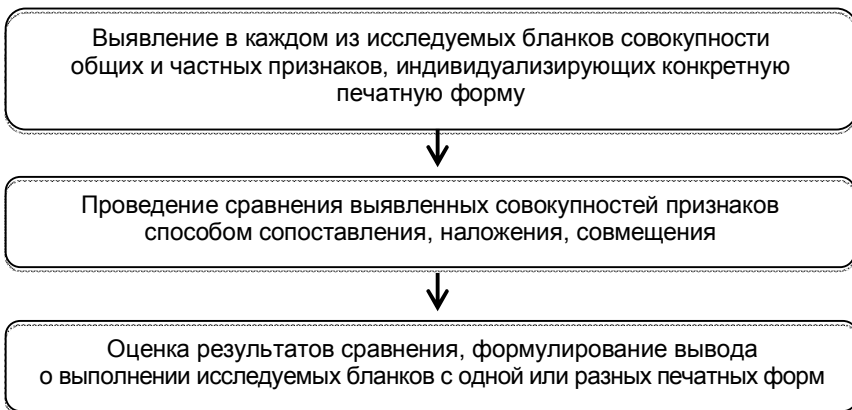 Выявление в каждом из исследуемых бланков совокупности
общих и частных признаков, индивидуализирующих конкретную
печатную форму
Проведение сравнения выявленных совокупностей признаков
способом сопоставления, наложения, совмещения
Оценка результатов сравнения, формулирование вывода
о выполнении исследуемых бланков с одной или разных печатных форм